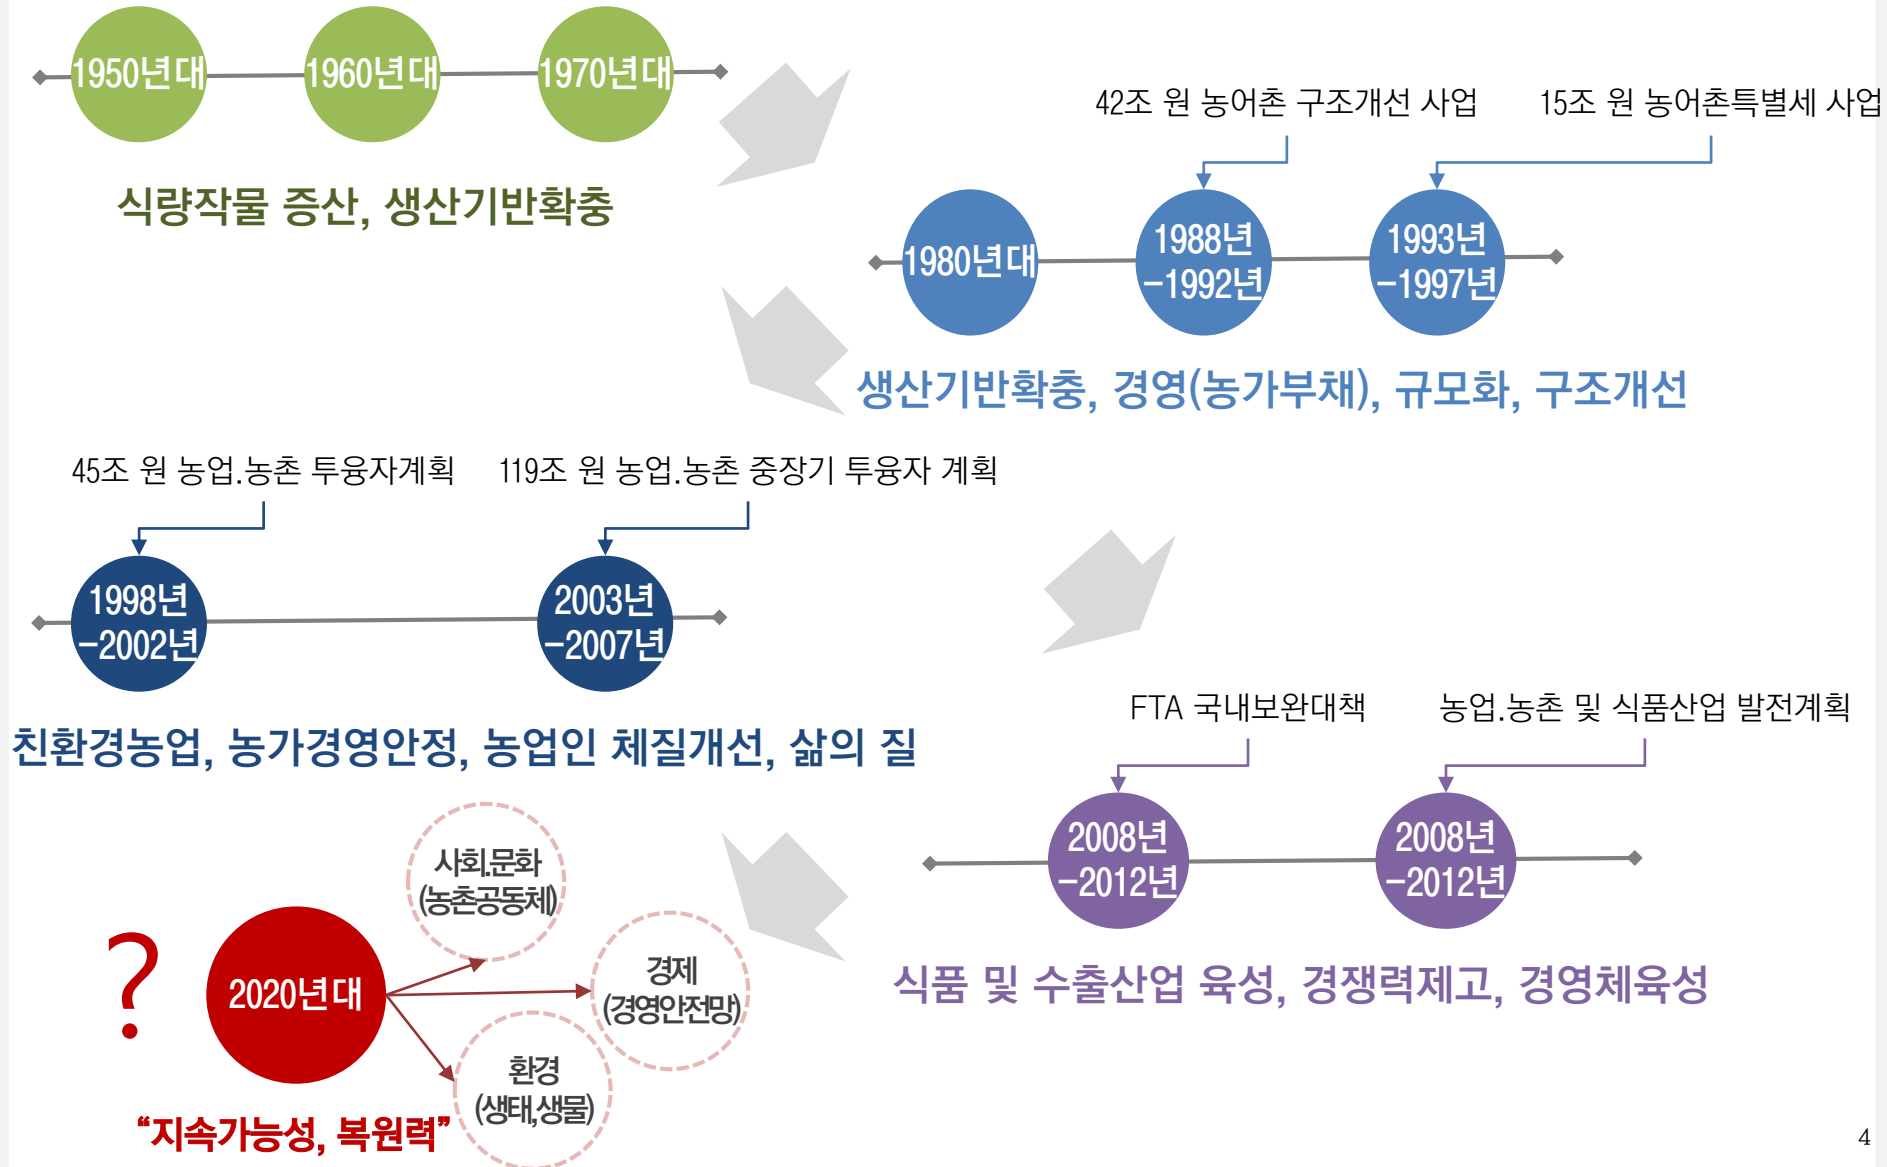 1950년대
1960년대
1970년대
식량작물 증산, 생산기반확충
42조 원 농어촌 구조개선 사업
15조 원 농어촌특별세 사업
1980년대
1988년
-1992년
1993년
-1997년
생산기반확충, 경영(농가부채), 규모화, 구조개선
45조 원 농업.농촌 투융자계획
119조 원 농업.농촌 중장기 투융자 계획
1998년
-2002년
2003년
-2007년
친환경농업, 농가경영안정, 농업인 체질개선, 삶의 질
FTA 국내보완대책
농업.농촌 및 식품산업 발전계획
2008년
-2012년
2008년
-2012년
식품 및 수출산업 육성, 경쟁력제고, 경영체육성
?
2020년대
사회.문화
(농촌공동체)
경제
(경영안전망)
환경
(생태,생물)
“지속가능성, 복원력”
4